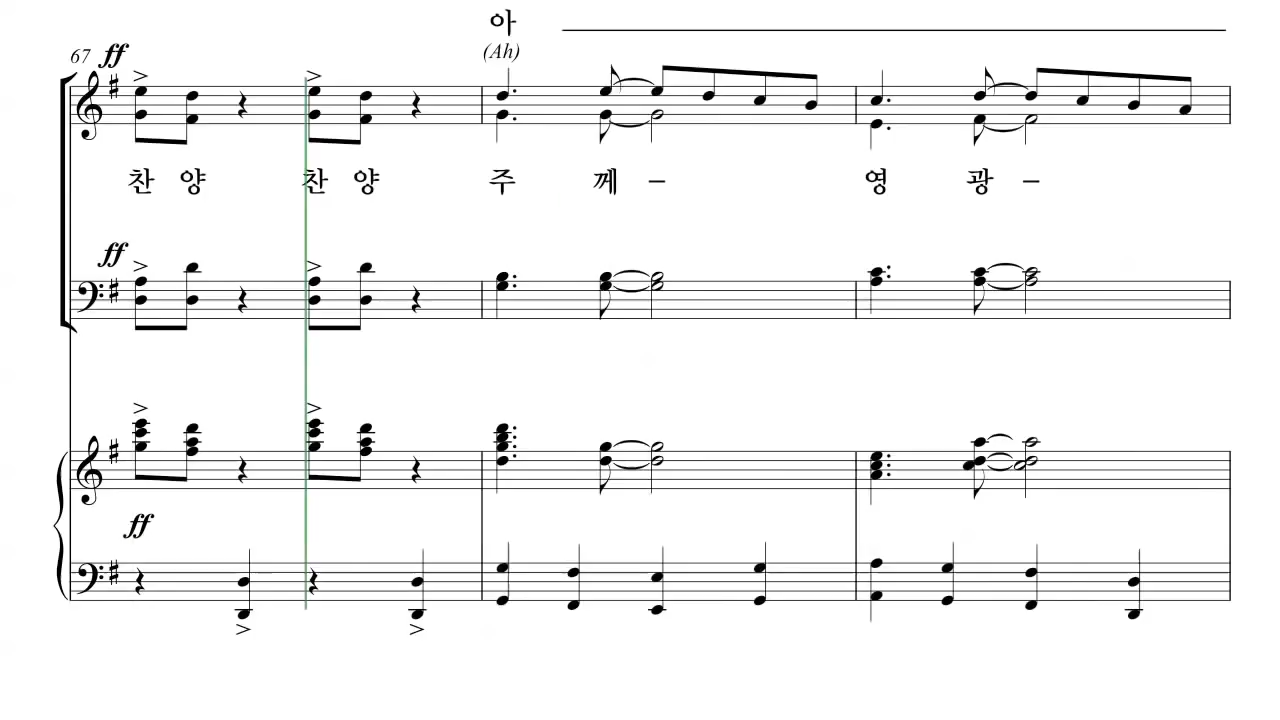 아
67 ff (Ah)
찬 양 찬 양 주 께 – 영 광 –
ff
ff